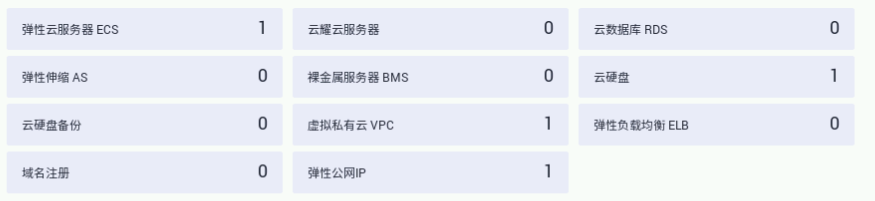 弹性云服务器 ECS 1 云耀云服务器 0 云数据库 RDS 0
弹性伸缩 AS 0 裸金属服务器 BMS 0 云硬盘 1
云硬盘备份 0 虚拟私有云 VPC 1 弹性负载均衡 ELB 0
域名注册 0 弹性公网IP 1